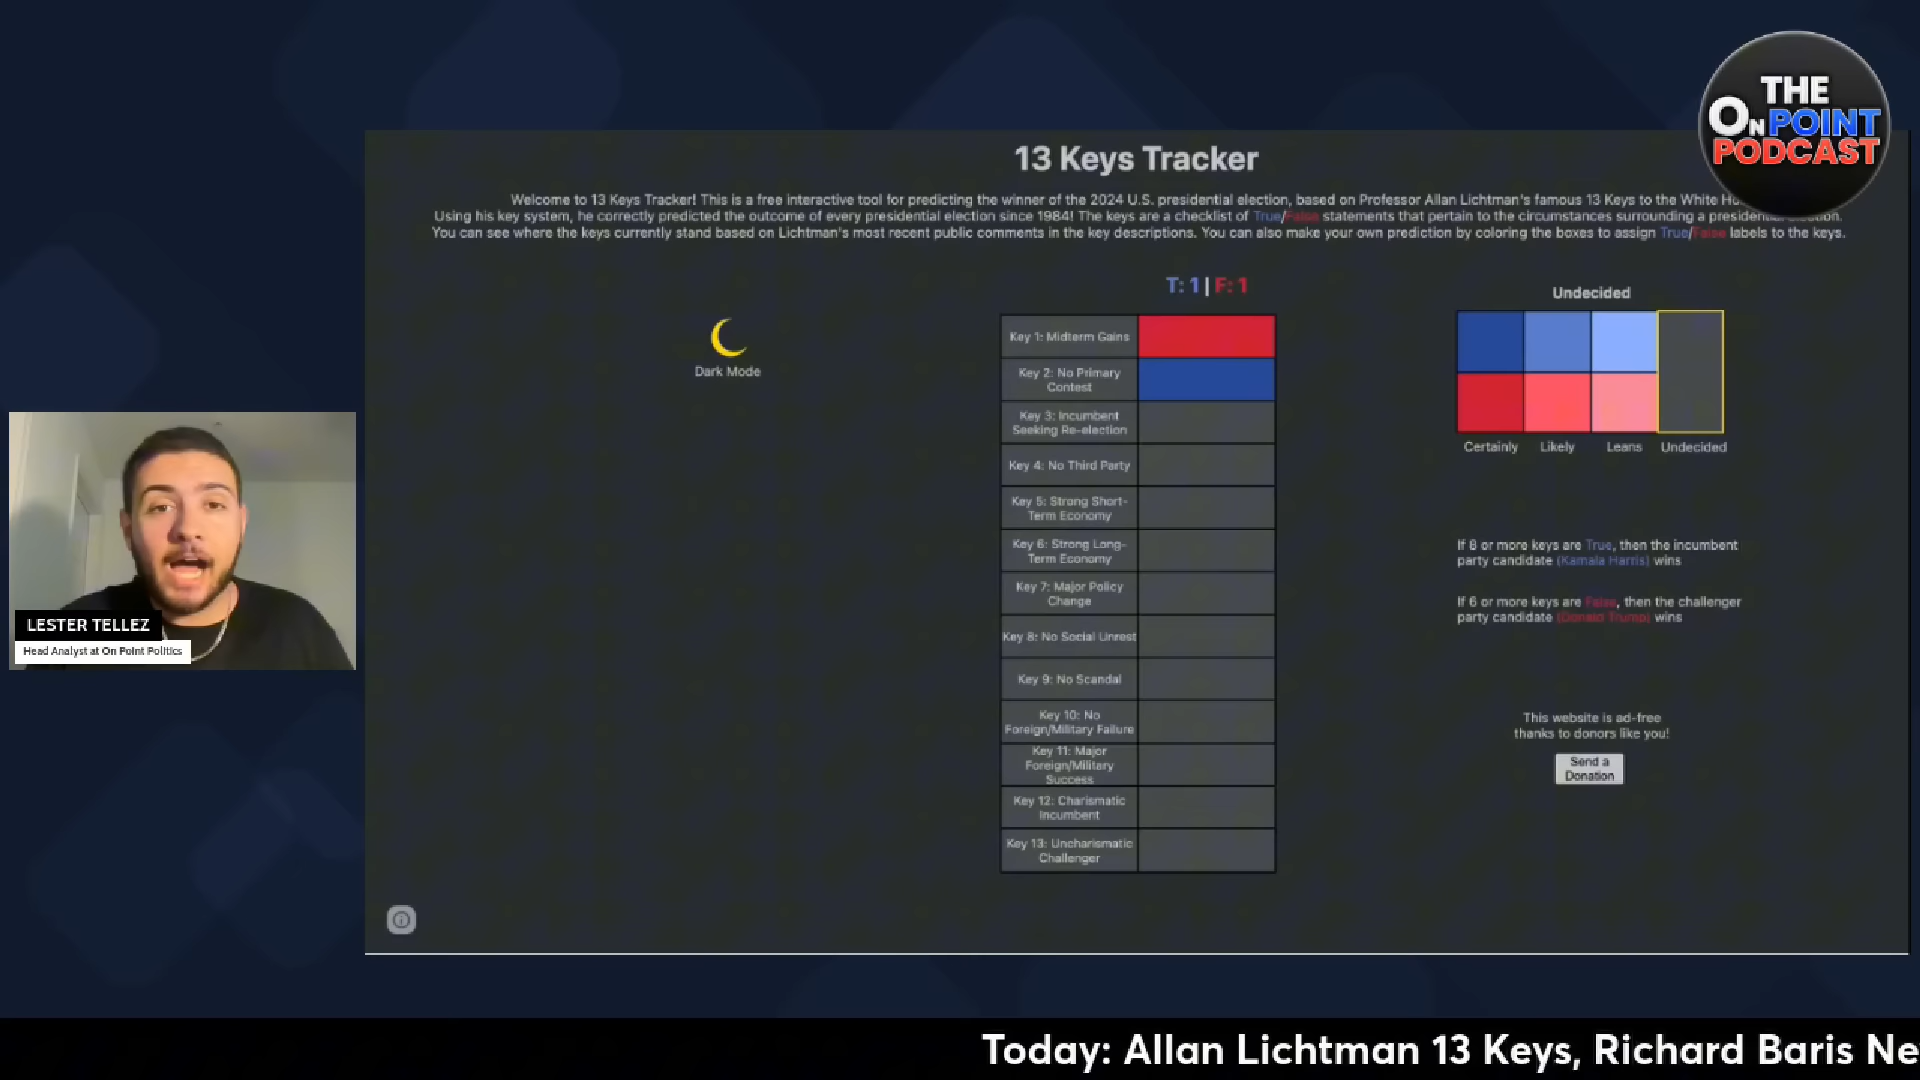 THE
ON POINT
PODCAST
13 Keys Tracker
Welcome to 13 Keys Tracker! This is a free interactive tool for predicting the winner of the 2024 U.S. presidential election, based on Professor Allan Lichtman's famous 13 Keys to the White
Using his key system, he correctly predicted the outcome of every presidential election since 1984! The keys are a checklist of True/False statements that pertain to the circumstances surrounding a presidential election.
You can see where the keys currently stand based on Lichtman's most recent public comments in the key descriptions. You can also make your own prediction by coloring the boxes to assign True/False labels to the keys.
T: 1 | F: 1
Dark Mode
Key 1: Midterm Gains
Key 2: No Primary
Contest
Key 3: Incumbent
Seeking Re-election
Key 4: No Third Party
Key 5: Strong Short-
Term Economy
Key 6: Strong Long-
Term Economy
Key 7: Major Policy
Change
Key 8: No Social Unrest
Key 9: No Scandal
Key 10: No
Foreign/Military Failure
Key 11: Major
Foreign/Military
Success
Key 12: Charismatic
Incumbent
Key 13: Uncharismatic
Challenger
Undecided
Certainly Likely Leans Undecided
If 8 or more keys are True, then the incumbent
party candidate (Kamala Harris) wins
If 6 or more keys are False, then the challenger
party candidate (Donald Trump) wins
This website is ad-free
thanks to donors like you!
Send a
Donation
LESTER TELLEZ
Head Analyst at On Point Politics
Today: Allan Lichtman 13 Keys, Richard Baris Ne